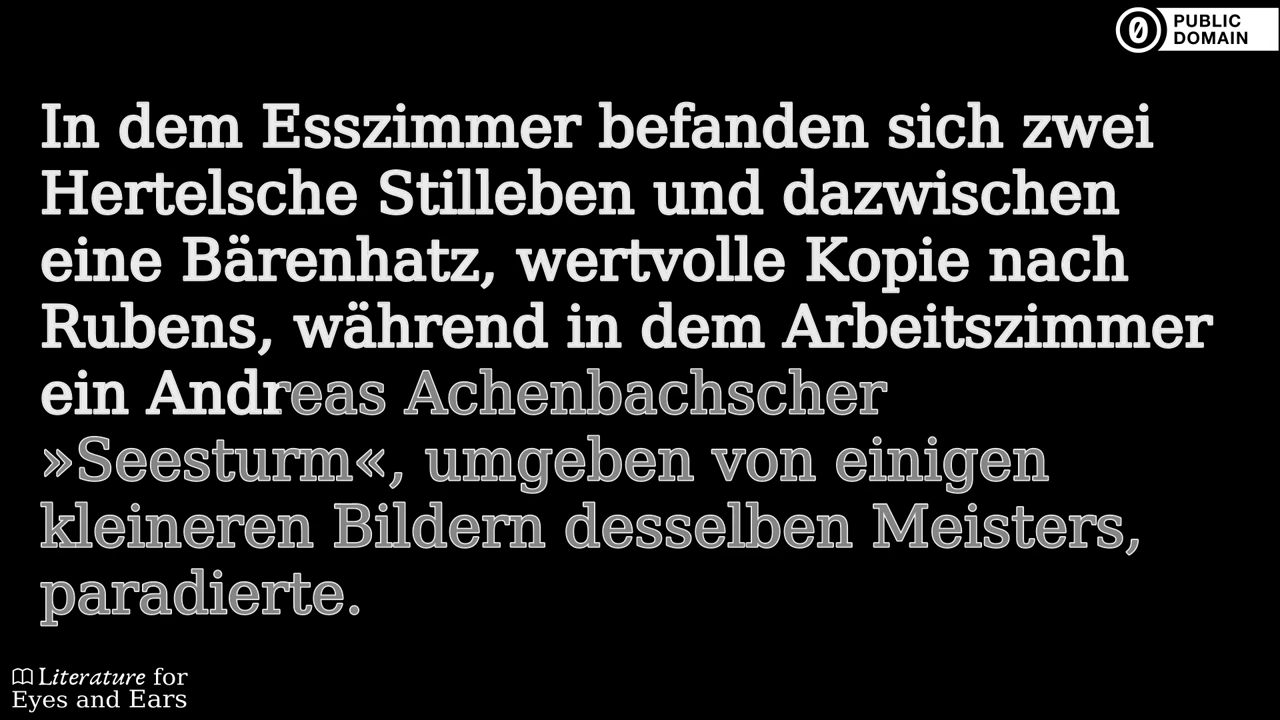 PUBLIC
DOMAIN
In dem Esszimmer befanden sich zwei
Hertelsche Stilleben und dazwischen
eine Bärenhatz, wertvolle Kopie nach
Rubens, während in dem Arbeitszimmer
ein Andreas Achenbachscher
»Seesturm«, umgeben von einigen
kleineren Bildern desselben Meisters,
paradierte.
Literature for
Eyes and Ears